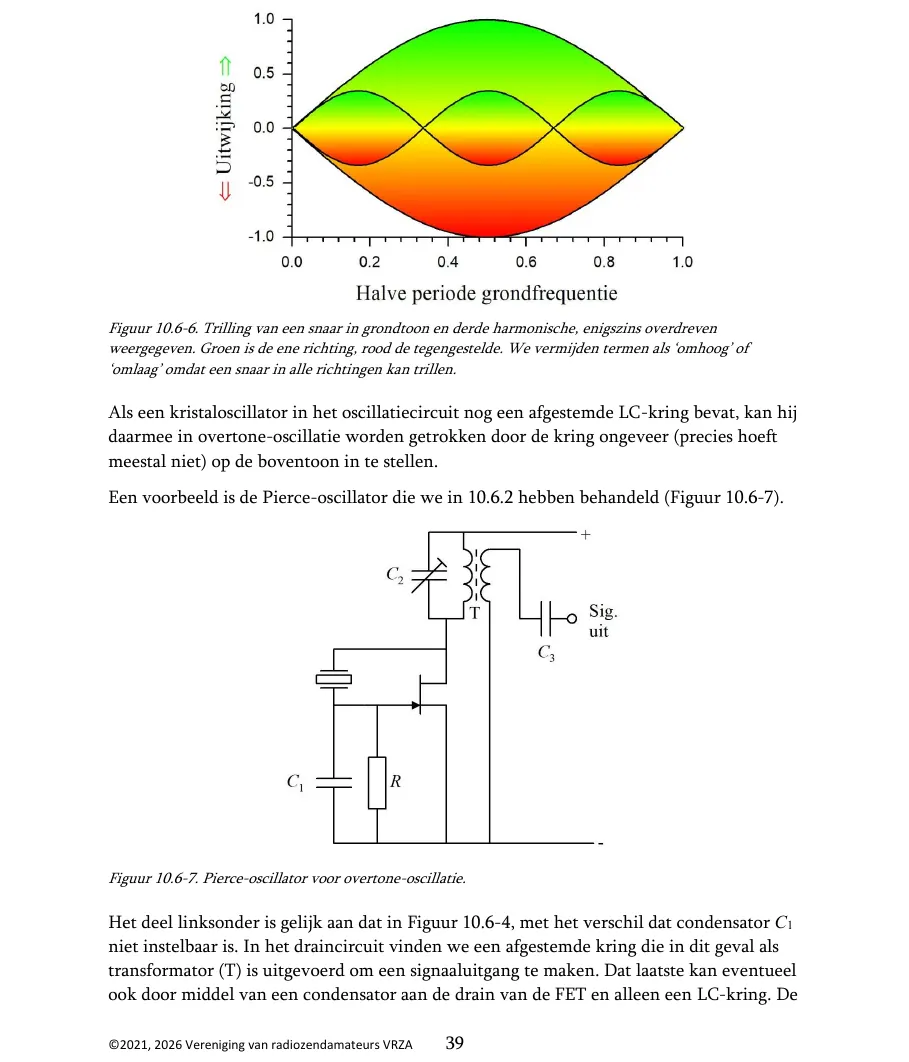 1.0
0.5
0.0
-0.5
-1.0
⇐ Uitwijking ⇒
0.0 0.2 0.4 0.6 0.8 1.0
Halve periode grondfrequentie
Figuur 10.6-6. Trilling van een snaar in grondtoon en derde harmonische, enigszins overdreven
weergegeven. Groen is de ene richting, rood de tegengestelde. We vermijden termen als ‘omhoog’ of
‘omlaag’ omdat een snaar in alle richtingen kan trillen.
Als een kristaloscillator in het oscillatiecircuit nog een afgestemde LC-kring bevat, kan hij
daarmee in overtone-oscillatie worden getrokken door de kring ongeveer (precies hoeft
meestal niet) op de boventoon in te stellen.
Een voorbeeld is de Pierce-oscillator die we in 10.6.2 hebben behandeld (Figuur 10.6-7).
+
C2
T
Sig.
uit
C3
C1
R
-
Figuur 10.6-7. Pierce-oscillator voor overtone-oscillatie.
Het deel linksonder is gelijk aan dat in Figuur 10.6-4, met het verschil dat condensator C1
niet instelbaar is. In het draincircuit vinden we een afgestemde kring die in dit geval als
transformator (T) is uitgevoerd om een signaaluitgang te maken. Dat laatste kan eventueel
ook door middel van een condensator aan de drain van de FET en alleen een LC-kring. De
©2021, 2026 Vereniging van radiozendamateurs VRZA 39